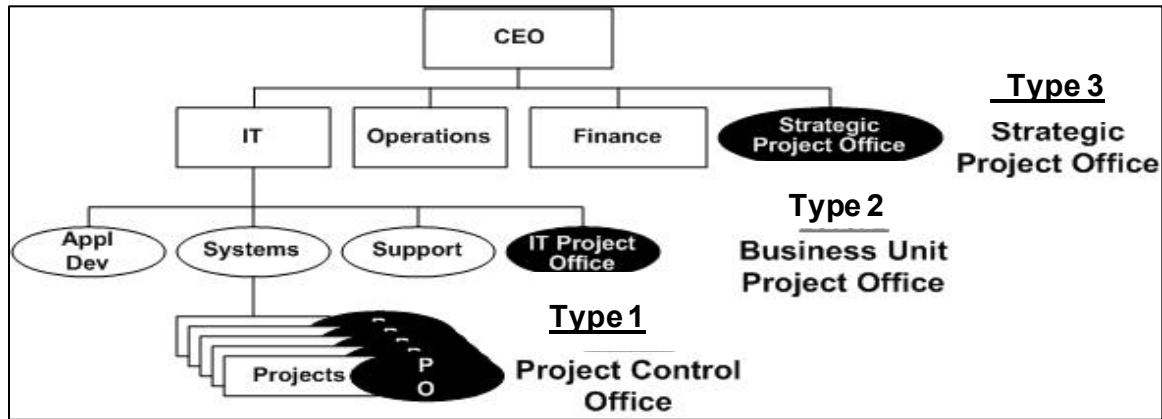 CEO
IT
Operations
Finance
Strategic
Project Office
Type 3
Strategic
Project Office
Appl
Dev
Systems
Support
IT Project
Office
Type 2
Business Unit
Project Office
Projects
P
O
Type 1
Project Control
Office